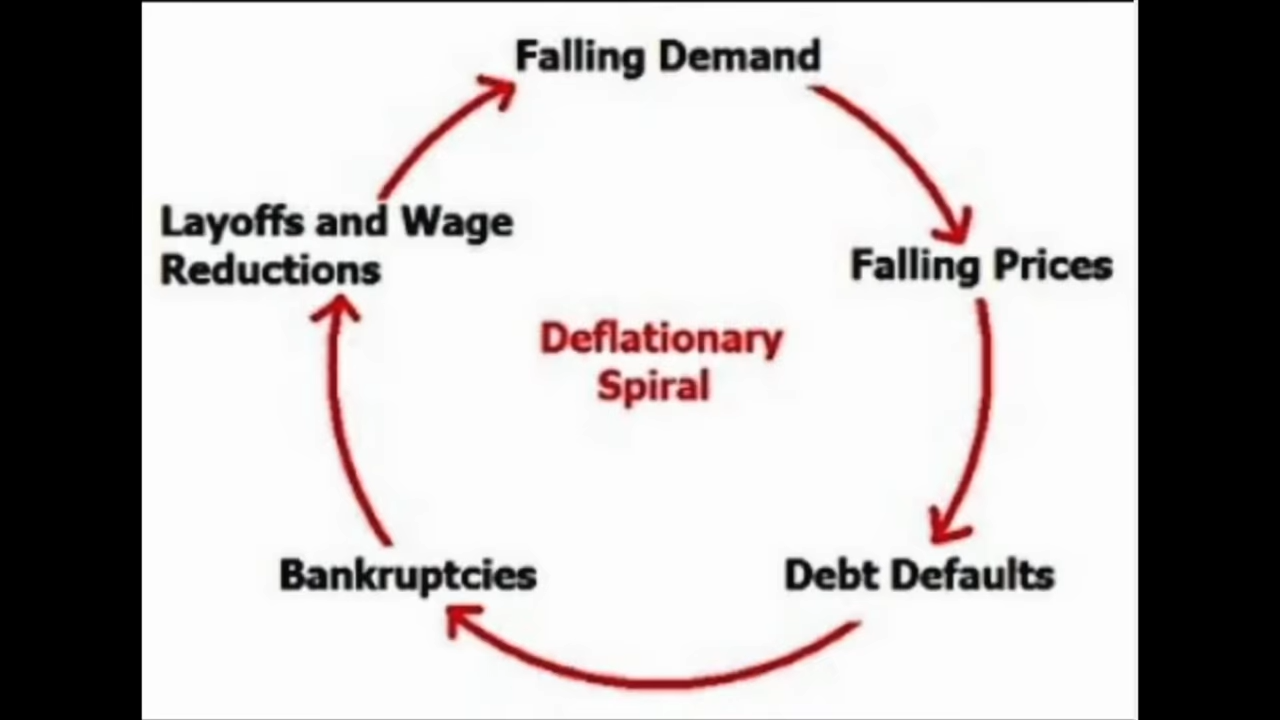 Falling Demand
Falling Prices
Debt Defaults
Bankruptcies
Layoffs and Wage
Reductions
Deflationary
Spiral